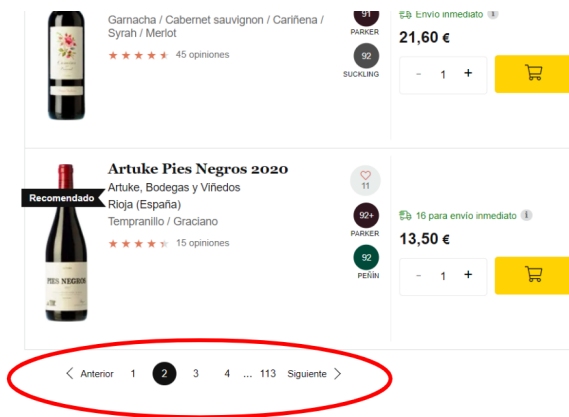 Garnacha / Cabernet sauvignon / Cariñena /
Syrah / Merlot
45 opiniones
91
PARKER
92
SUCKLING
Envío inmediato i
21,60 €
- 1 +
Recomendado
PIES NEGROS
Artuke Pies Negros 2020
Artuke, Bodegas y Viñedos
Rioja (España)
Tempranillo / Graciano
15 opiniones
11
92+
PARKER
92
PEÑÍN
16 para envío inmediato i
13,50 €
- 1 +
< Anterior 1 2 3 4 ... 113 Siguiente >